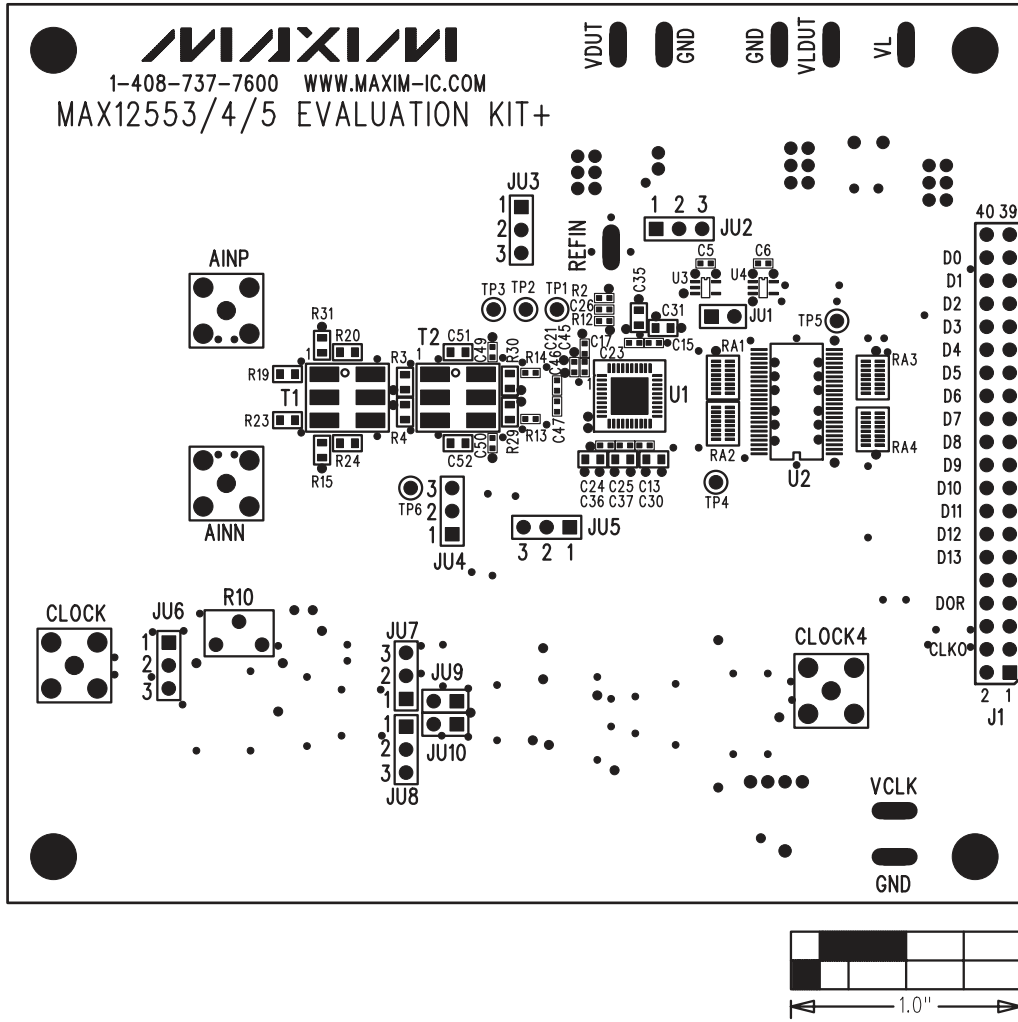 MAXIM
1-408-737-7600 WWW.MAXIM-IC.COM
MAX12553/4/5 EVALUATION KIT+
VDUT
GND
GND
VLDUT
VL
JU3
1
2
3
REFIN
1 2 3
JU2
C5
C6
U3
U4
JU1
TP5
40 39
D0
D1
D2
D3
D4
D5
D6
D7
D8
D9
D10
D11
D12
D13
DOR
CLKO
2 1
J1
AINP
R31
R20
R19
1
T1
R23
R24
R15
AINN
TP3
TP2
TP1
R2
C26
R12
C35
C31
C15
T2
C51
C49
R30
R14
R3
1
R4
C52
C50
R29
R13
C21
C45
C46
C47
C17
C23
1
U1
RA1
RA2
RA3
RA4
U2
C24 C25 C13
C36 C37 C30
TP4
TP6
3
2
1
JU4
JU5
3 2 1
CLOCK
JU6
1
2
3
R10
JU7
3
2
1
JU9
1
2
3
JU10
JU8
CLOCK4
VCLK
GND
1.0"